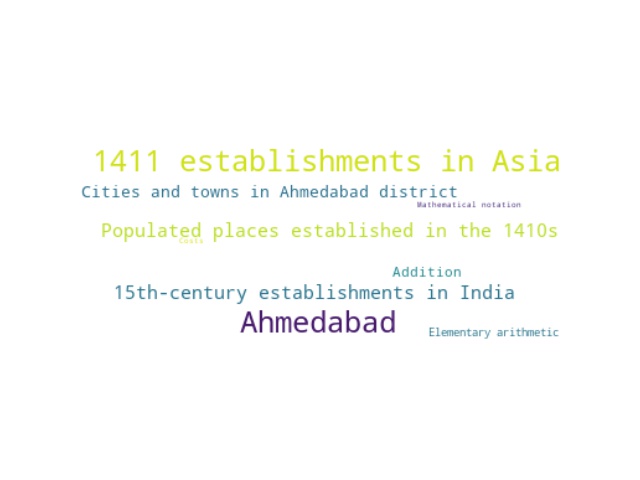 1411 establishments in Asia
Cities and towns in Ahmedabad district
Mathematical notation
Populated places established in the 1410s
Costs
Addition
15th-century establishments in India
Ahmedabad
Elementary arithmetic